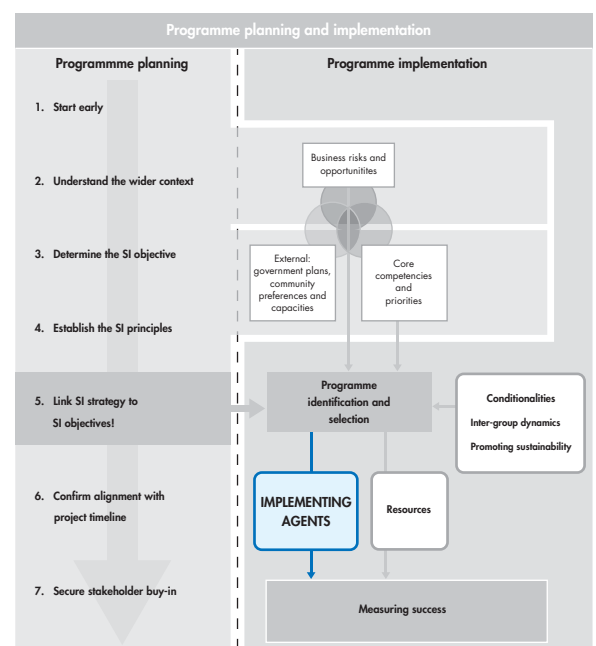 Programme planning and implementation
Programmme planning
Programme implementation
1. Start early
2. Understand the wider context
3. Determine the SI objective
4. Establish the SI principles
5. Link SI strategy to
SI objectives!
6. Confirm alignment with
project timeline
7. Secure stakeholder buy-in
Business risks and
opportunitites
External:
government plans,
community
preferences and
capacities
Core
competencies
and
priorities
Programme
identification and
selection
Conditionalities
Inter-group dynamics
Promoting sustainability
IMPLEMENTING
AGENTS
Resources
Measuring success